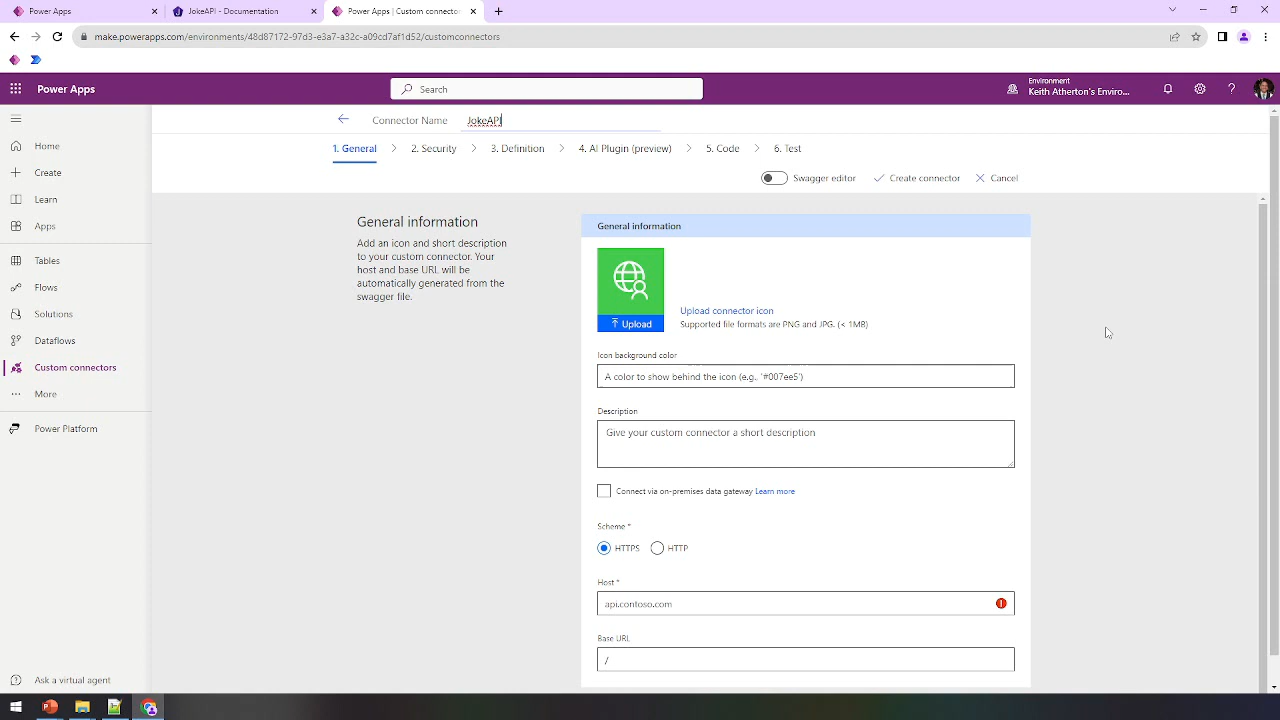 Power Apps
JokeAPI - Documentation
Power Apps | Custom connector
make.powerapps.com/environments/48d87172-97d3-e3a7-a32c-a09cd7af1d52/customconnectors
Power Apps
Search
Environment
Keith Atherton's Enviro...
Connector Name
JokeAPI
1. General
2. Security
3. Definition
4. AI Plugin (preview)
5. Code
6. Test
Swagger editor
Create connector
Cancel
Home
Create
Learn
Apps
Tables
Flows
Solutions
Dataflows
Custom connectors
More
Power Platform
Ask a virtual agent
General information
Add an icon and short description
to your custom connector. Your
host and base URL will be
automatically generated from the
swagger file.
General information
Upload
Upload connector icon
Supported file formats are PNG and JPG. (< 1MB)
Icon background color
A color to show behind the icon (e.g., '#007ee5')
Description
Give your custom connector a short description
Connect via on-premises data gateway Learn more
Scheme *
HTTPS
HTTP
Host *
api.contoso.com
Base URL
/